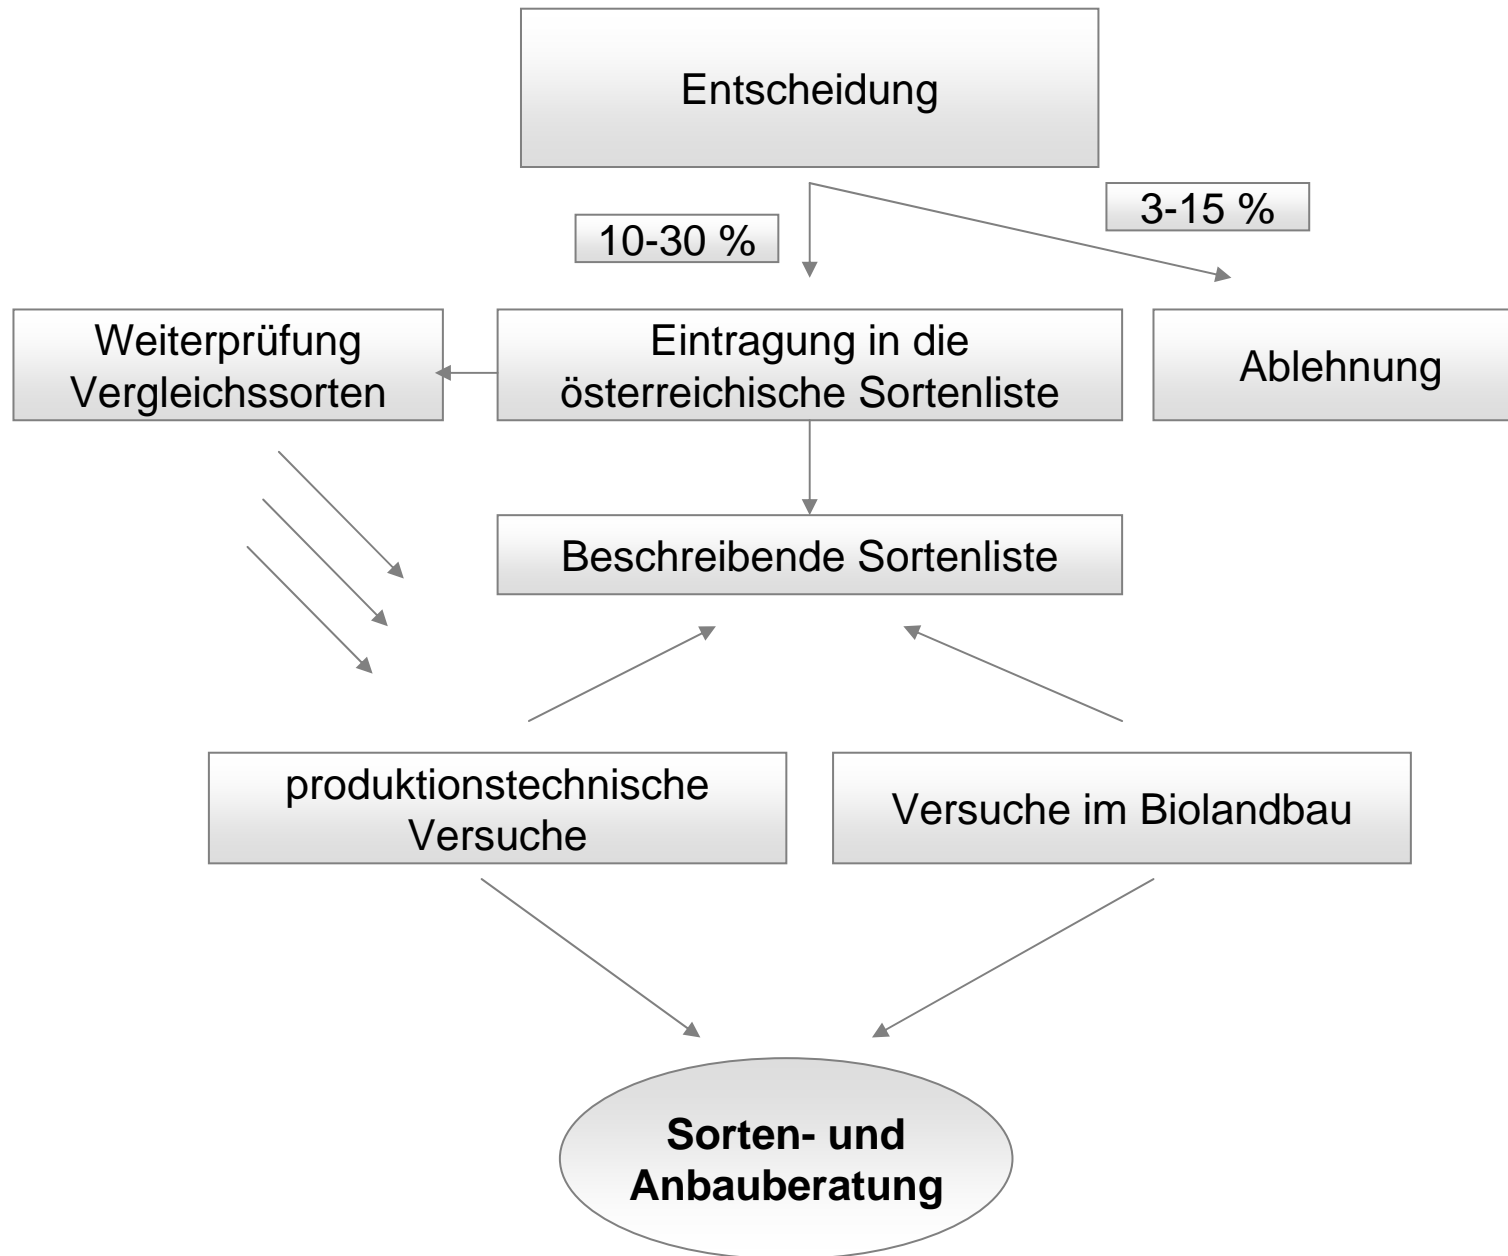 Entscheidung
3-15 %
10-30 %
Weiterprüfung
Vergleichssorten
Eintragung in die
österreichische Sortenliste
Ablehnung
Beschreibende Sortenliste
produktionstechnische
Versuche
Versuche im Biolandbau
Sorten- und
Anbauberatung